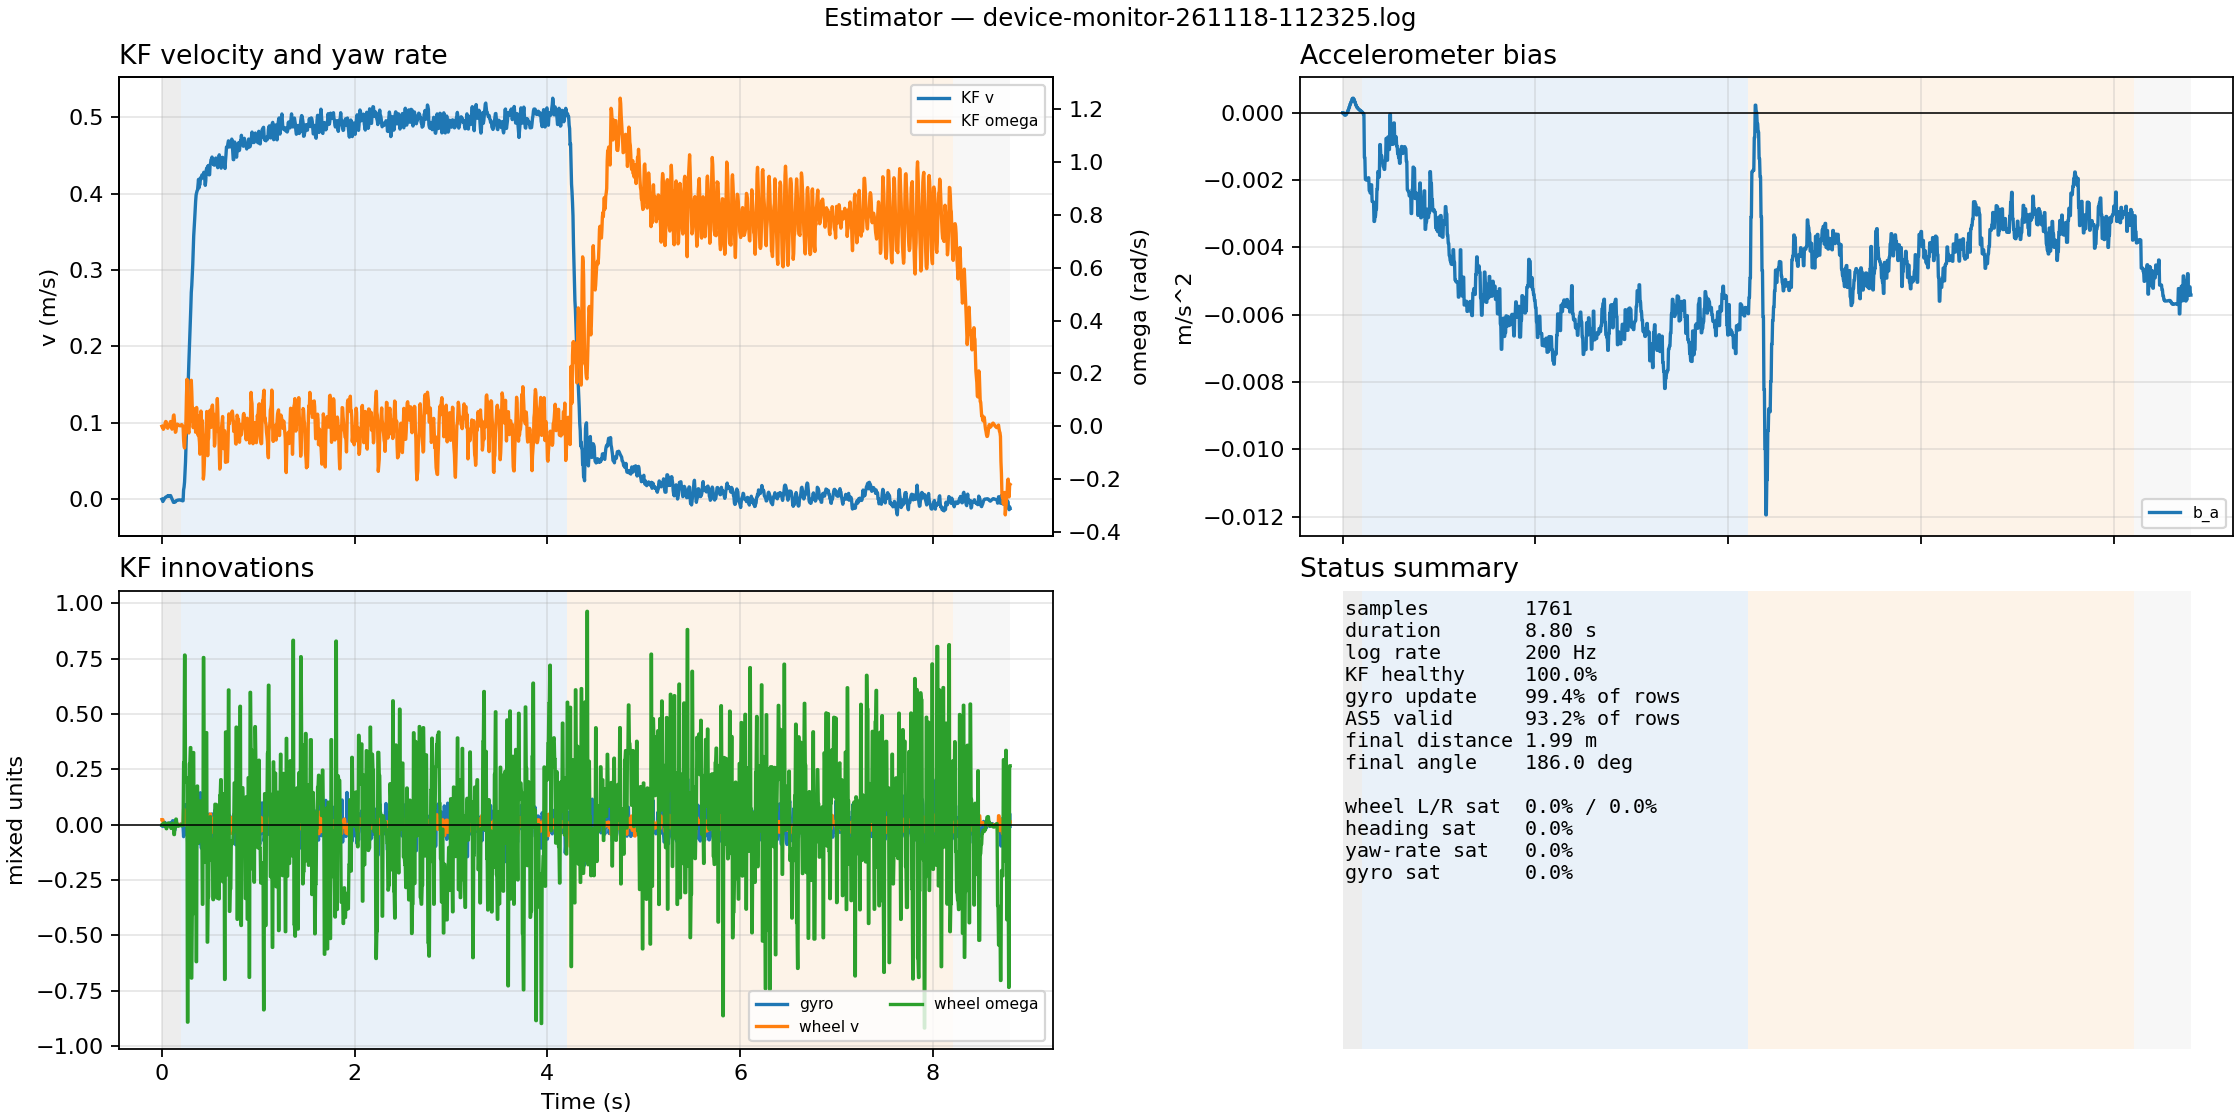 Estimator — device-monitor-261118-112325.log
KF velocity and yaw rate
KF v
KF omega
0.5
0.4
0.3
0.2
0.1
0.0
v (m/s)
1.2
1.0
0.8
0.6
0.4
0.2
0.0
−0.2
−0.4
omega (rad/s)
Accelerometer bias
0.000
−0.002
−0.004
−0.006
−0.008
−0.010
−0.012
m/s^2
b_a
KF innovations
1.00
0.75
0.50
0.25
0.00
−0.25
−0.50
−0.75
−1.00
mixed units
gyro
wheel v
wheel omega
0
2
4
6
8
Time (s)
Status summary
samples 1761
duration 8.80 s
log rate 200 Hz
KF healthy 100.0%
gyro update 99.4% of rows
AS5 valid 93.2% of rows
final distance 1.99 m
final angle 186.0 deg
wheel L/R sat 0.0% / 0.0%
heading sat 0.0%
yaw-rate sat 0.0%
gyro sat 0.0%